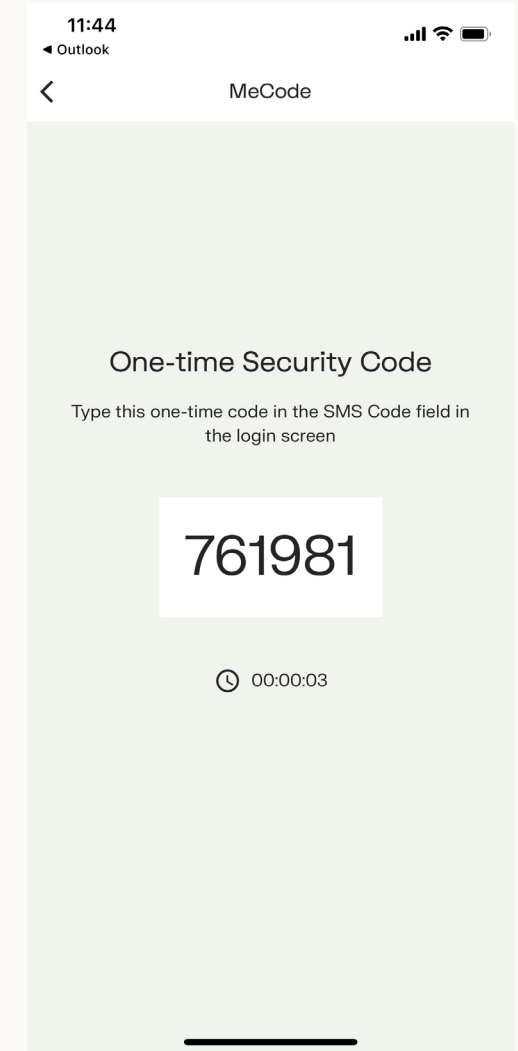 11:44
◀ Outlook
MeCode
One-time Security Code
Type this one-time code in the SMS Code field in
the login screen
761981
00:00:03